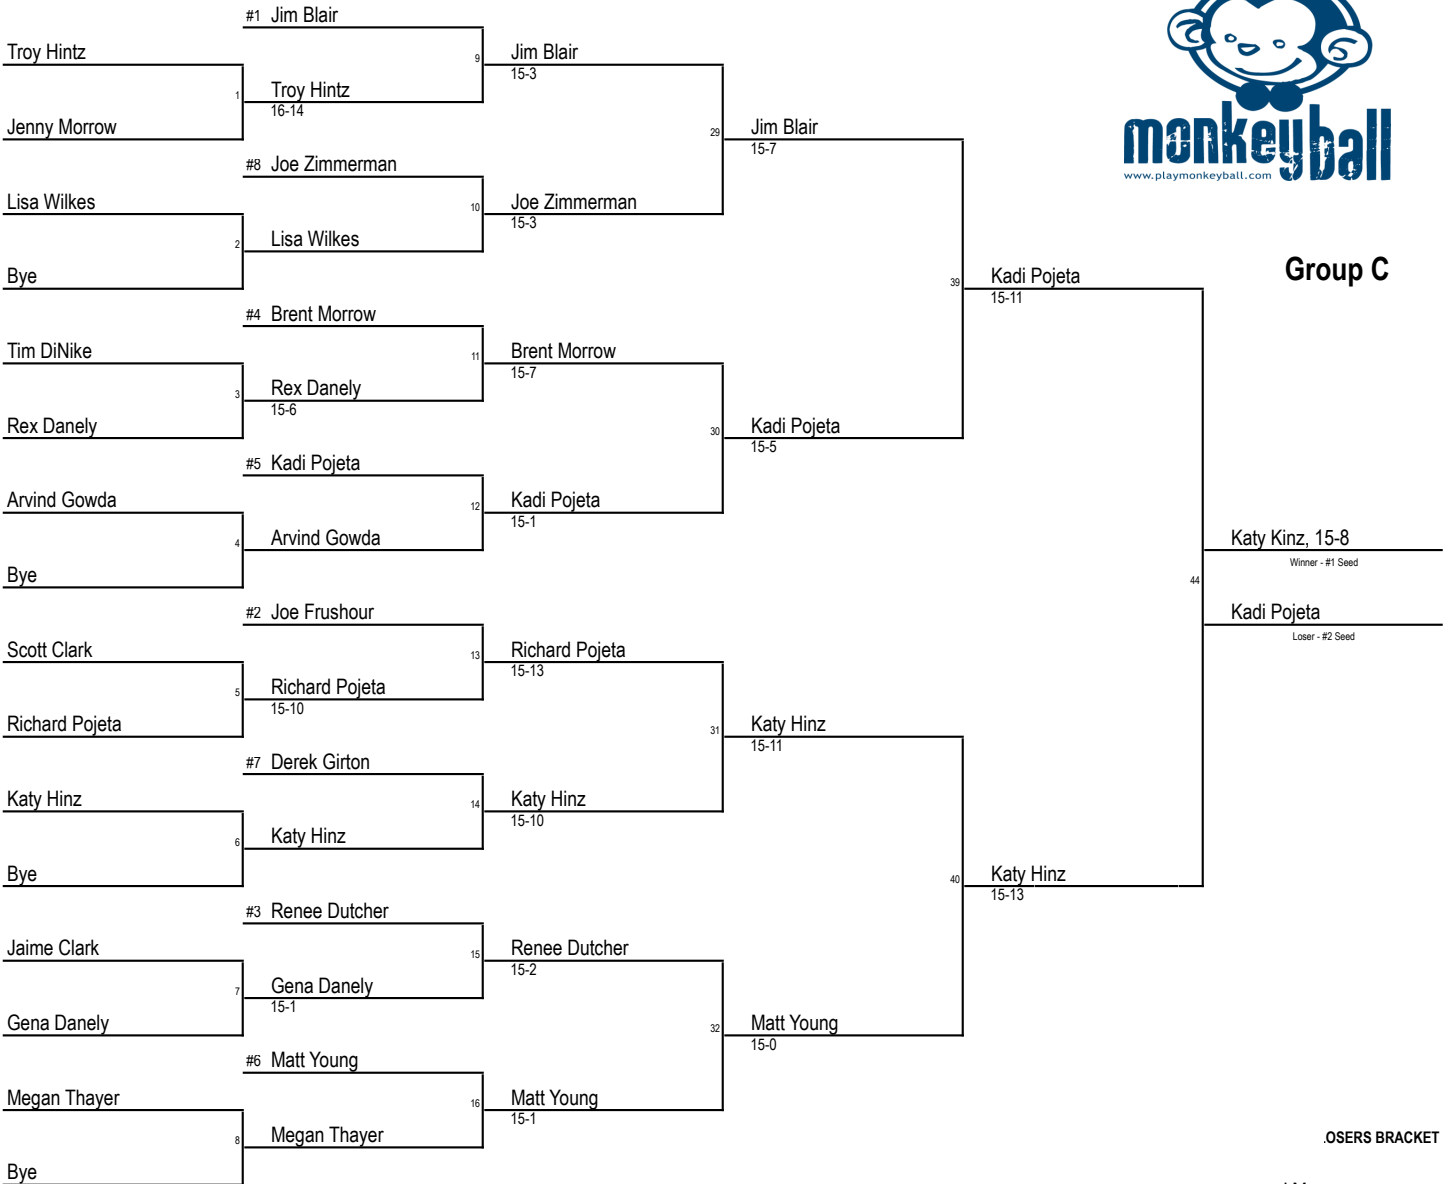 #1 Jim Blair
Troy Hintz
9
Jim Blair
15-3
1
Troy Hintz
16-14
Jenny Morrow
29
Jim Blair
15-7
monkeyball
www.playmonkeyball.com
#8 Joe Zimmerman
Lisa Wilkes
10
Joe Zimmerman
15-3
2
Lisa Wilkes
Bye
Group C
39
Kadi Pojeta
15-11
#4 Brent Morrow
Tim DiNike
11
Brent Morrow
15-7
3
Rex Danely
15-6
Rex Danely
30
Kadi Pojeta
15-5
#5 Kadi Pojeta
Arvind Gowda
12
Kadi Pojeta
15-1
4
Arvind Gowda
Bye
Katy Kinz, 15-8
Winner - #1 Seed
44
Kadi Pojeta
Loser - #2 Seed
#2 Joe Frushour
Scott Clark
13
Richard Pojeta
15-13
5
Richard Pojeta
15-10
Richard Pojeta
31
Katy Hinz
15-11
#7 Derek Girton
Katy Hinz
14
Katy Hinz
15-10
6
Katy Hinz
Bye
40
Katy Hinz
15-13
#3 Renee Dutcher
Jaime Clark
15
Renee Dutcher
15-2
7
Gena Danely
15-1
Gena Danely
32
Matt Young
15-0
#6 Matt Young
Megan Thayer
16
Matt Young
15-1
8
Megan Thayer
Bye
OSERS BRACKET